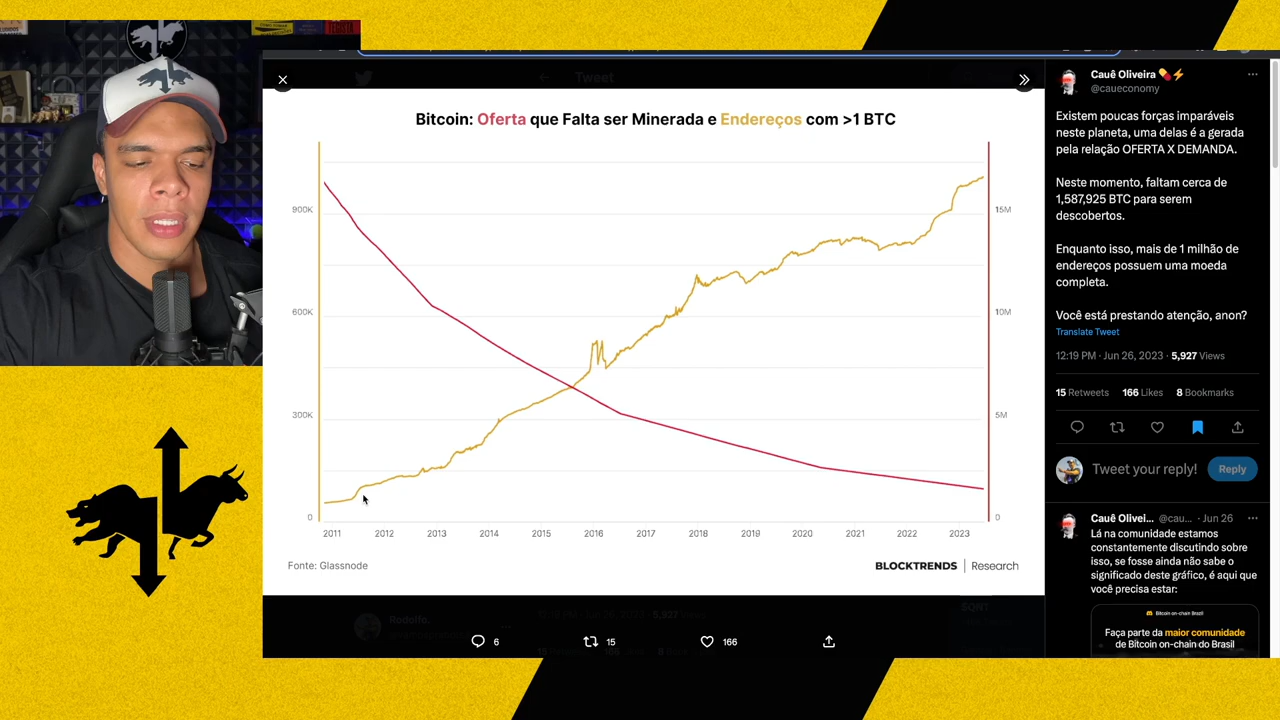 Tweet
Bitcoin: Oferta que Falta ser Minerada e Endereços com >1 BTC
900K
600K
300K
0
15M
10M
5M
0
2011 2012 2013 2014 2015 2016 2017 2018 2019 2020 2021 2022 2023
Fonte: Glassnode
BLOCKTRENDS | Research
Rodolfo.
6
15
166
Cauê Oliveira
@caueconomy
Existem poucas forças imparáveis
neste planeta, uma delas é a gerada
pela relação OFERTA X DEMANDA.
Neste momento, faltam cerca de
1,587,925 BTC para serem
descobertos.
Enquanto isso, mais de 1 milhão de
endereços possuem uma moeda
completa.
Você está prestando atenção, anon?
Translate Tweet
12:19 PM · Jun 26, 2023 · 5,927 Views
15 Retweets 166 Likes 8 Bookmarks
Tweet your reply!
Reply
Cauê Olivei... @cau... · Jun 26
Lá na comunidade estamos
constantemente discutindo sobre
isso, se fosse ainda não sabe o
significado deste gráfico, é aqui que
você precisa estar:
Bitcoin on-chain Brazil
Faça parte da maior comunidade
de Bitcoin on-chain do Brasil